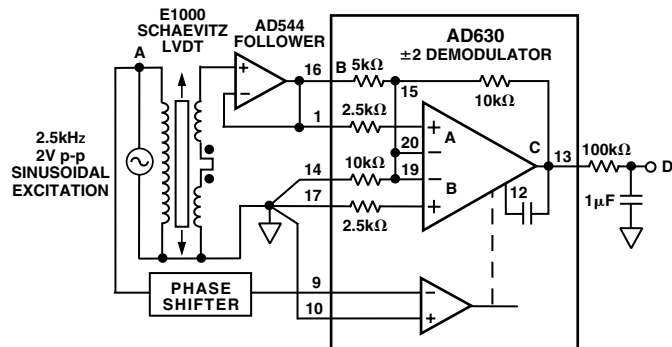 E1000
SCHAEVITZ
LVDT
A
AD544
FOLLOWER
AD630
±2 DEMODULATOR
+
−
16
B
5kΩ
15
10kΩ
1
2.5kΩ
+
A
20
−
C
13
100kΩ
D
2.5kHz
2V p-p
SINUSOIDAL
EXCITATION
14
10kΩ
19
−
B
12
1μF
17
+
2.5kΩ
PHASE
SHIFTER
9
−
10
+